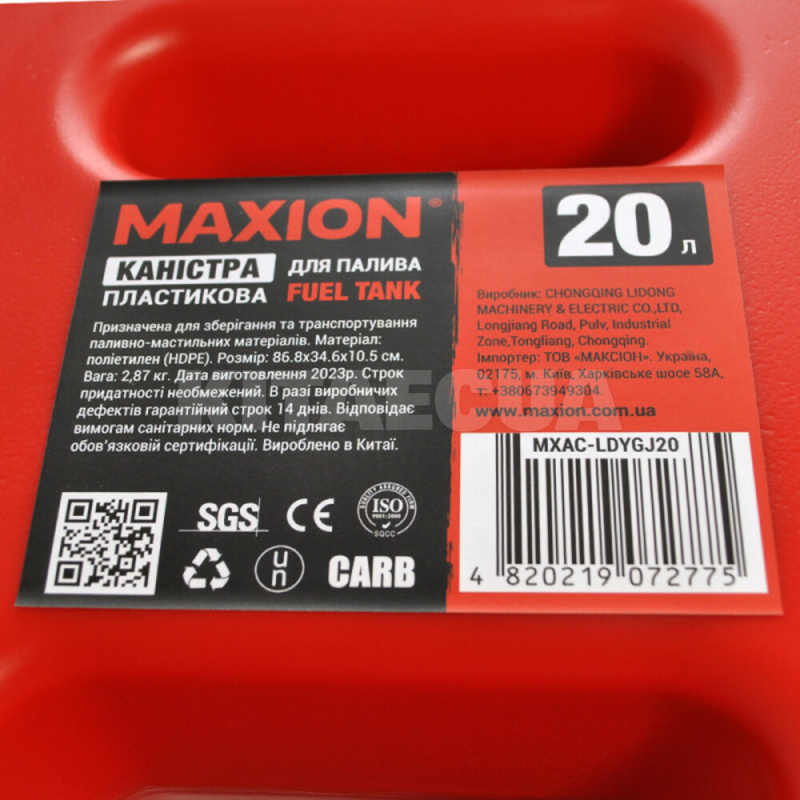 MAXION®
КАНІСТРА ДЛЯ ПАЛИВА
ПЛАСТИКОВА FUEL TANK
Призначена для зберігання та транспортування
паливно-мастильних матеріалів. Матеріал:
поліетилен (HDPE). Розмір: 86.8x34.6x10.5 см.
Вага: 2,87 кг. Дата виготовлення 2023р. Строк
придатності необмежений. В разі виробничих
дефектів гарантійний строк 14 днів. Відповідає
вимогам санітарних норм. Не підлягає
обов'язковій сертифікації. Вироблено в Китаї.
SGS CE ISO
9001:2000
SQCC
un CARB
20 л
Виробник: CHONGQING LIDONG
MACHINERY & ELECTRIC CO.,LTD,
Longjiang Road, Pulv, Industrial
Zone,Tongliang, Chongqing.
Імпортер: ТОВ «МАКСІОН». Україна,
02175, м. Київ, Харківське шосе 58А,
т: +380673949304.
www.maxion.com.ua
MXAC-LDYGJ20
4 820219 072775
KITAECUA